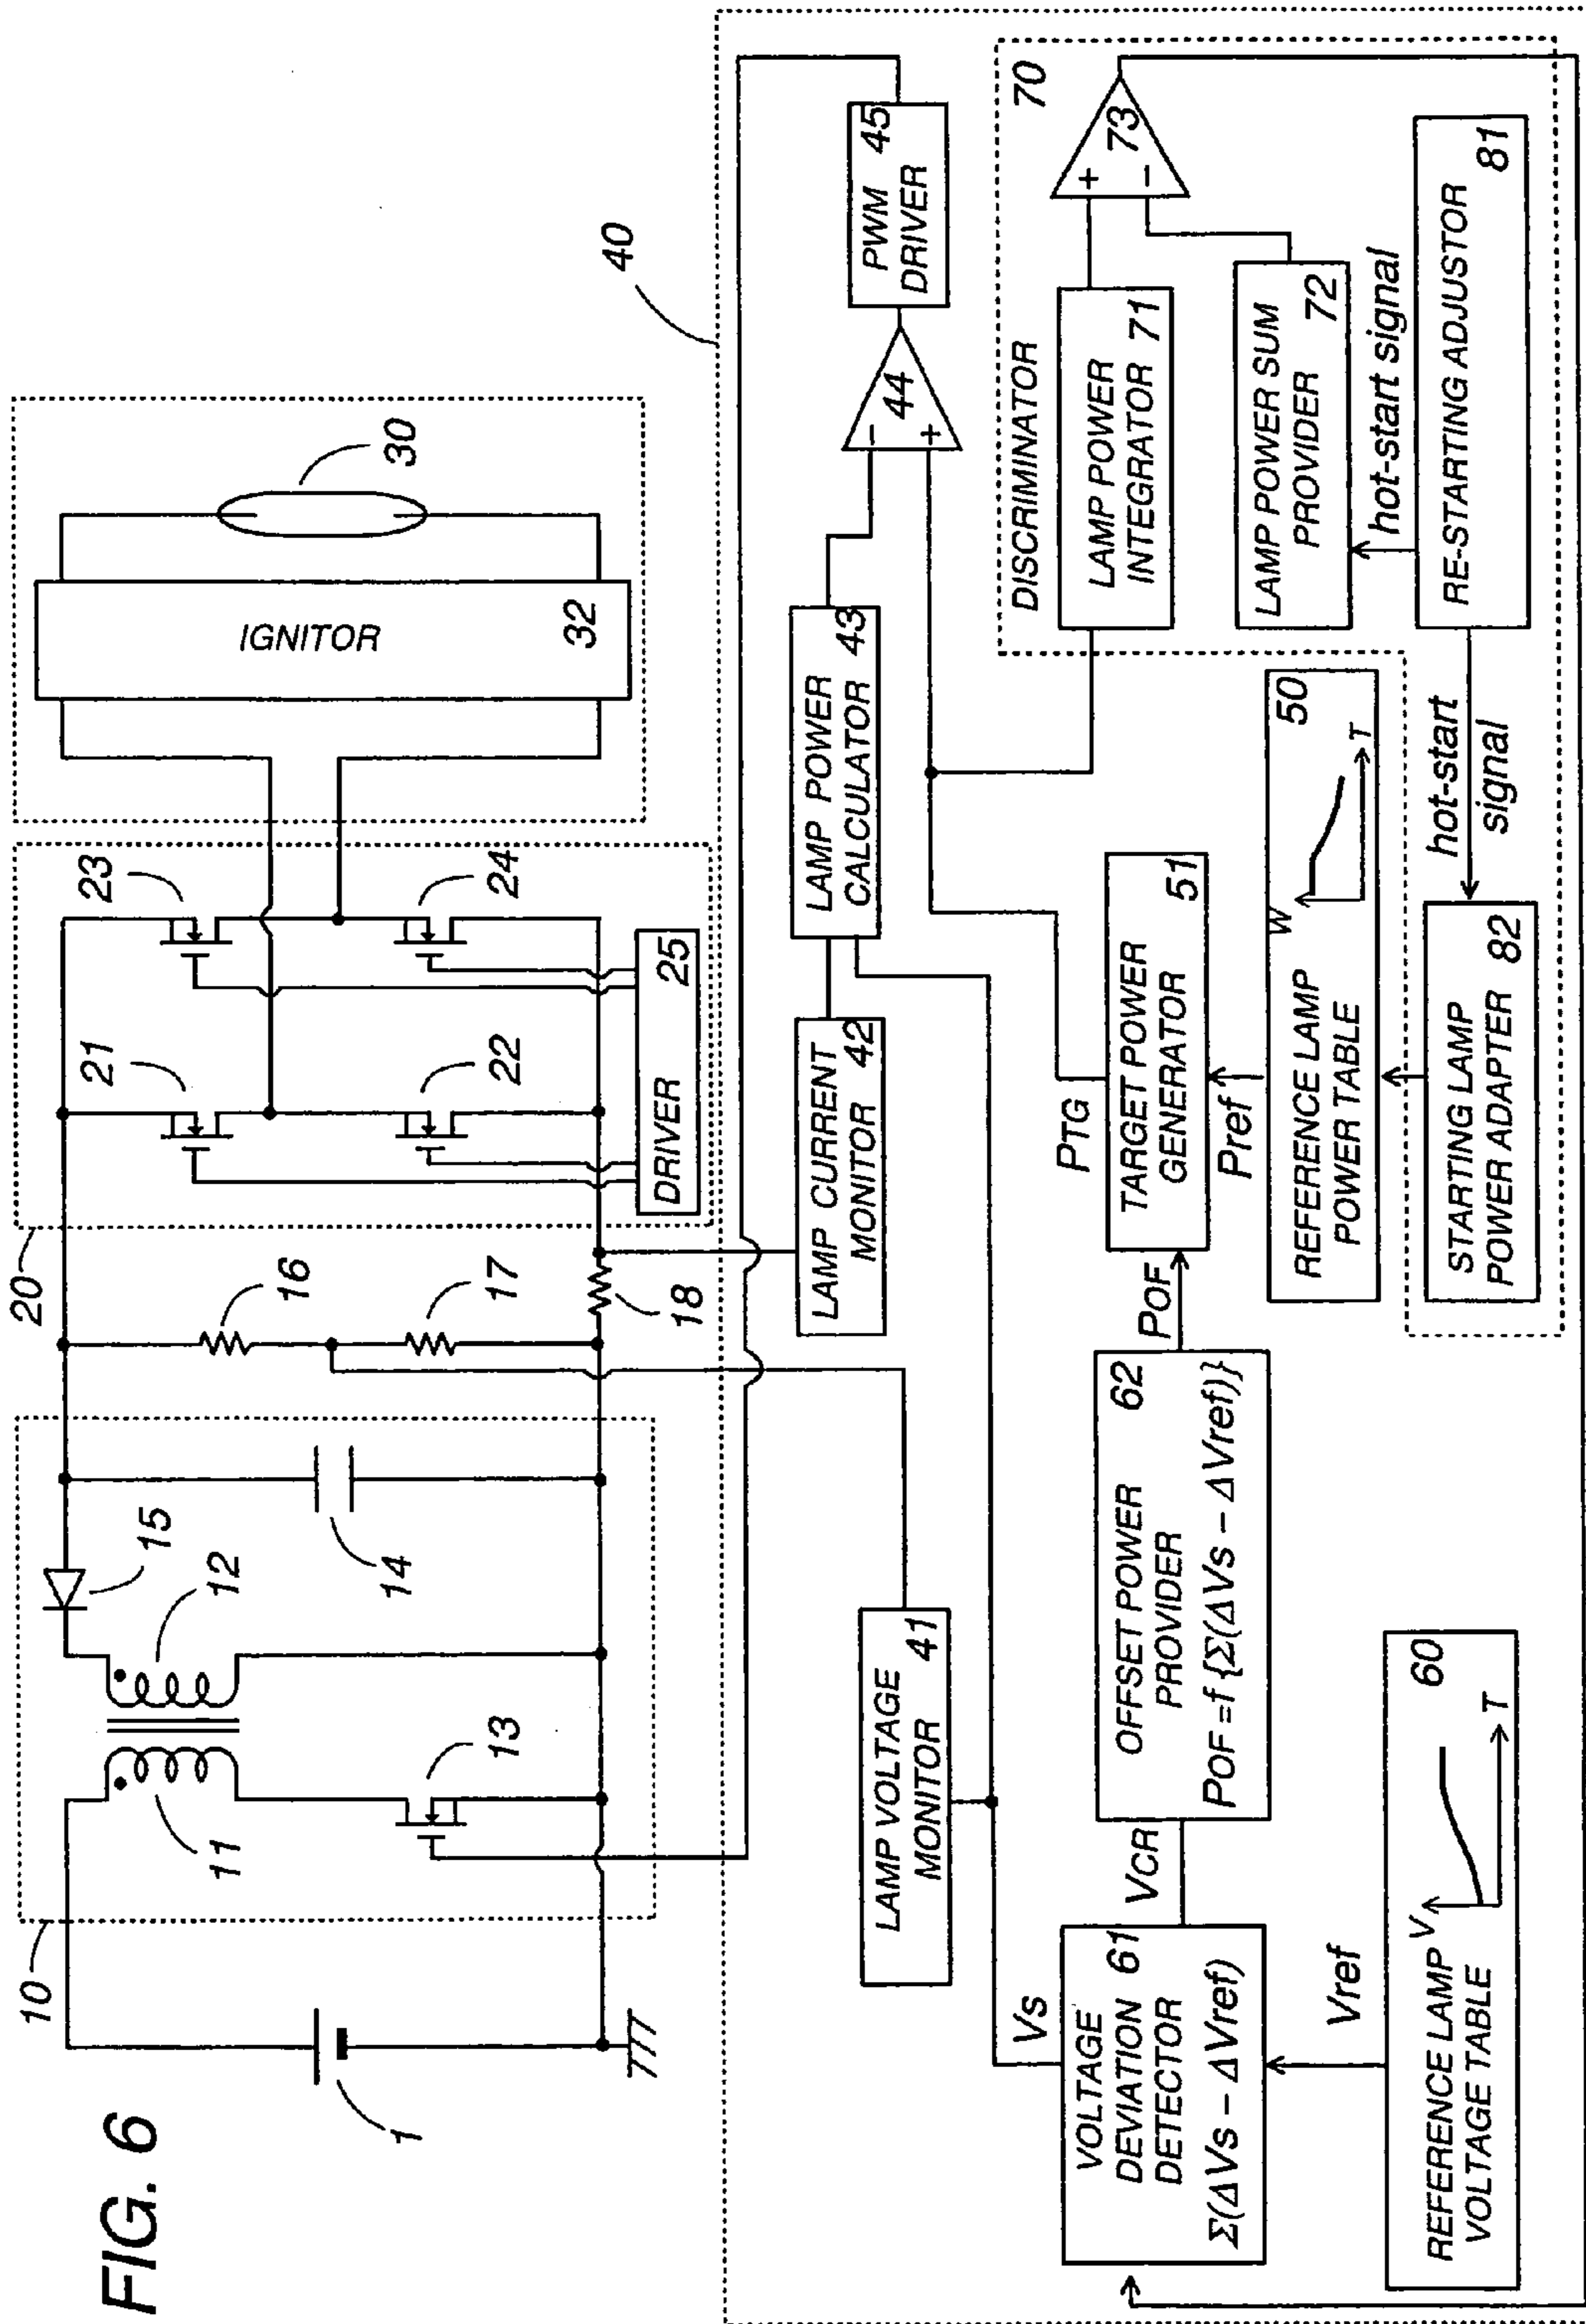 FIG. 6
10
1
11
12
13
14
15
16
17
18
20
21
22
23
24
DRIVER 25
IGNITOR
32
30
40
LAMP VOLTAGE
MONITOR
41
LAMP CURRENT
MONITOR 42
LAMP POWER
CALCULATOR 43
−
+
44
PWM 45
DRIVER
Vs
VOLTAGE
DEVIATION 61
DETECTOR
Σ(ΔVs − ΔVref)
VCR
OFFSET POWER 62
PROVIDER
POF = f {Σ(ΔVs − ΔVref)}
POF
TARGET POWER
GENERATOR 51
PTG
Pref
Vref
REFERENCE LAMP
VOLTAGE TABLE
60
V
T
REFERENCE LAMP
POWER TABLE
50
W
T
STARTING LAMP
POWER ADAPTER 82
hot-start
signal
DISCRIMINATOR
70
LAMP POWER
INTEGRATOR 71
+
−
73
LAMP POWER SUM
PROVIDER 72
hot-start signal
RE-STARTING ADJUSTOR
81